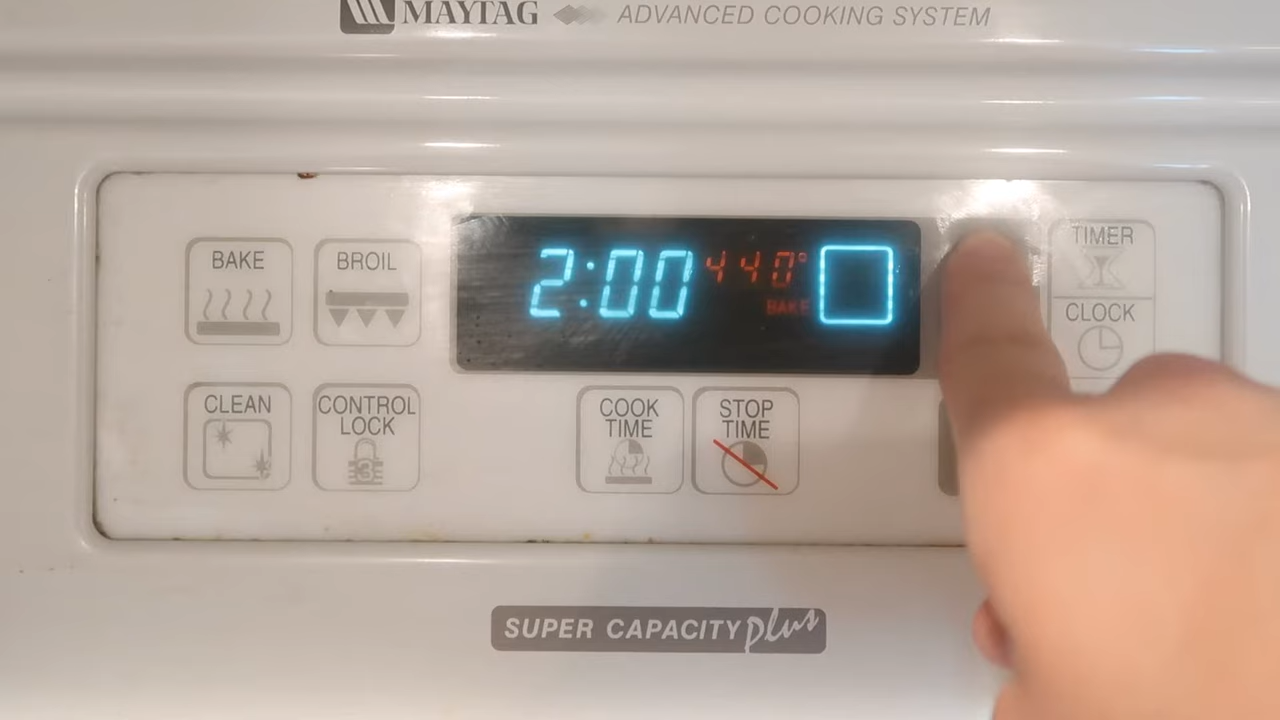 MAYTAG ADVANCED COOKING SYSTEM
BAKE
BROIL
2:00
440°
BAKE
TIMER
CLOCK
CLEAN
CONTROL
LOCK
3
COOK
TIME
STOP
TIME
SUPER CAPACITY plus